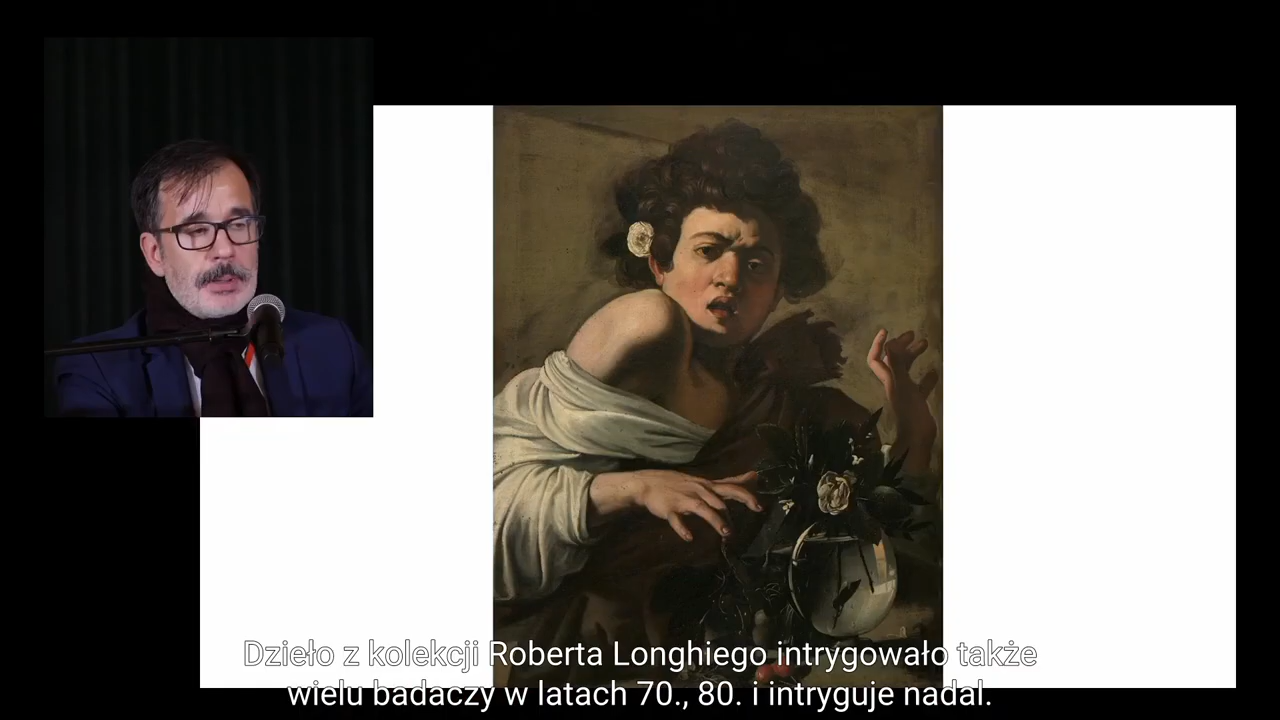 Dzieło z kolekcji Roberta Longhiego intrygowało także
wielu badaczy w latach 70., 80. i intryguje nadal.